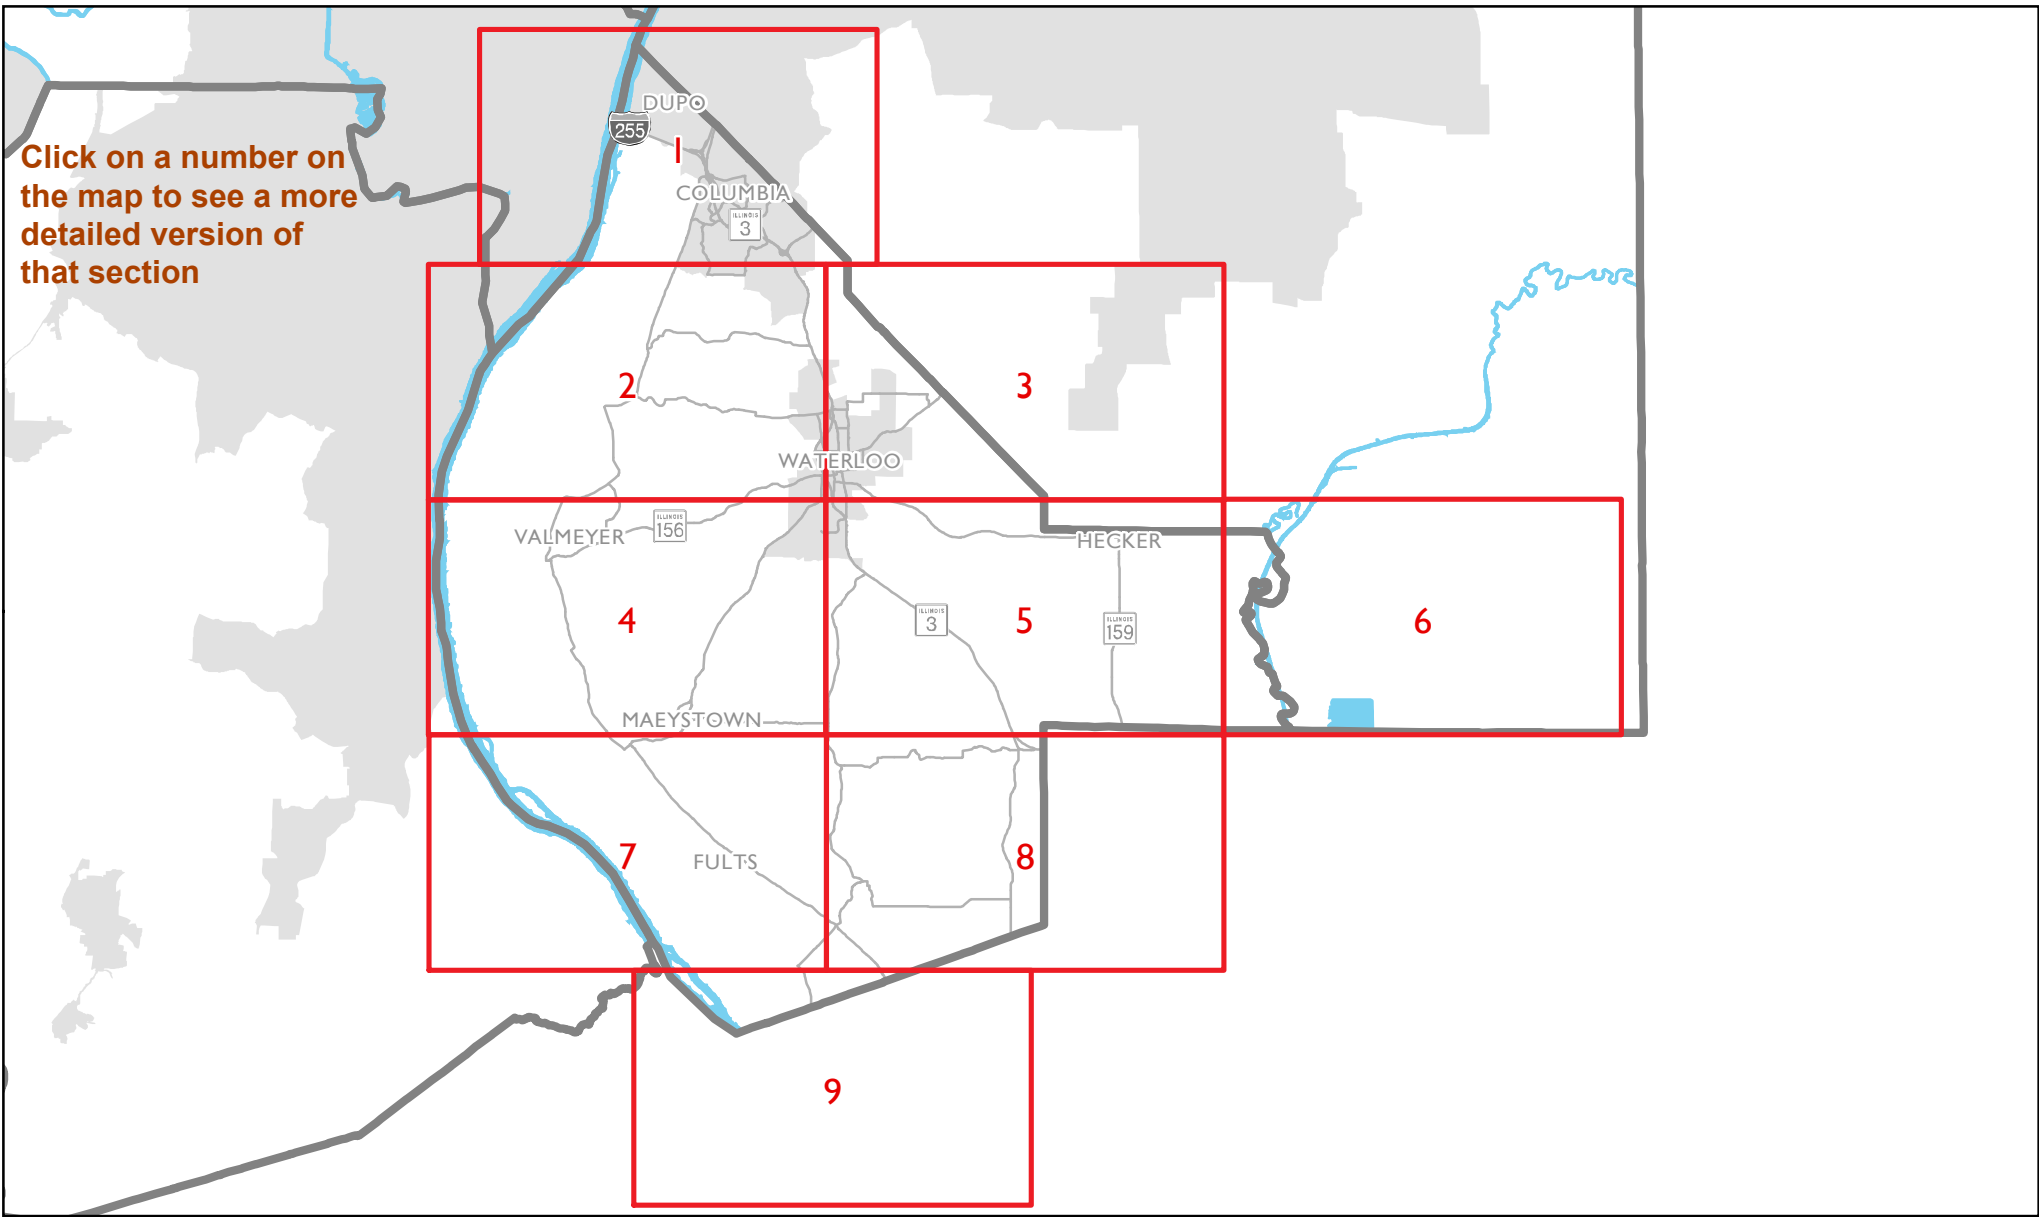 Click on a number on
the map to see a more
detailed version of
that section
DUPO
255
1
COLUMBIA
ILLINOIS
3
2
3
WATERLOO
VALMEYER
ILLINOIS
156
HECKER
4
ILLINOIS
3
5
ILLINOIS
159
6
MAEYSTOWN
7
FULTS
8
9